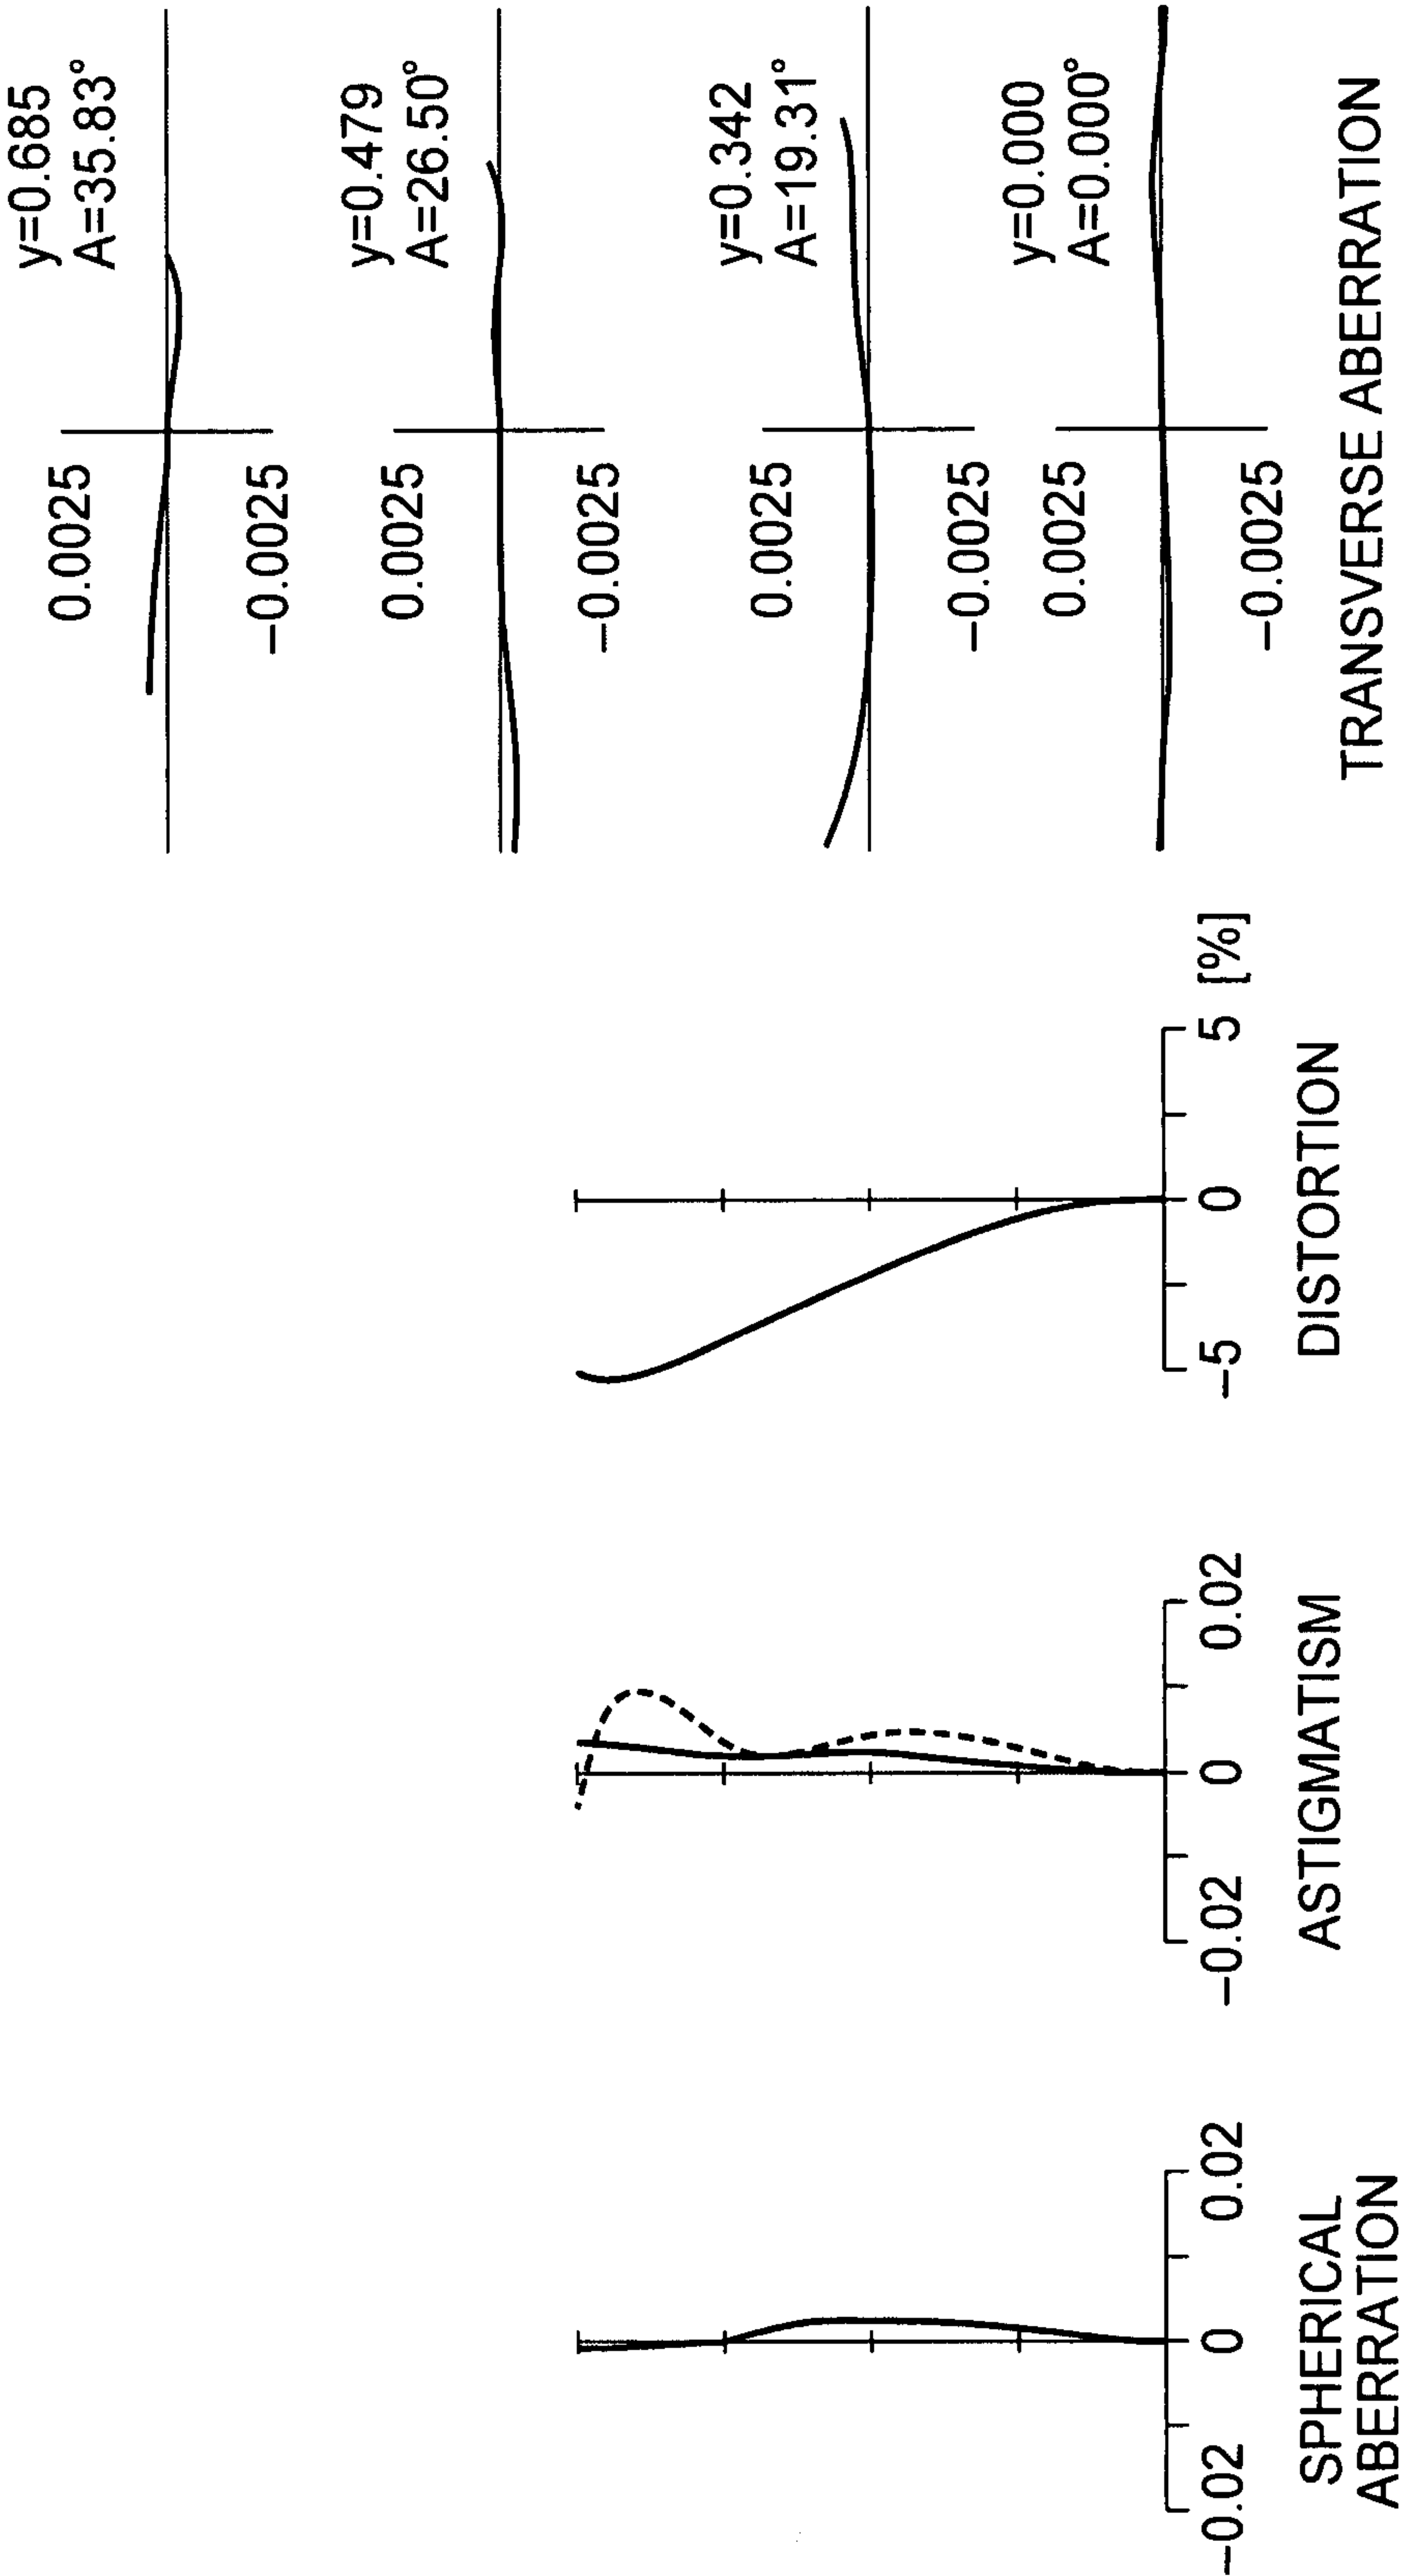 −0.02
0
0.02
SPHERICAL
ABERRATION
−0.02
0
0.02
ASTIGMATISM
−5
0
5
[%]
DISTORTION
y=0.685
A=35.83°
0.0025
−0.0025
y=0.479
A=26.50°
0.0025
−0.0025
y=0.342
A=19.31°
0.0025
−0.0025
y=0.000
A=0.000°
0.0025
−0.0025
TRANSVERSE ABERRATION